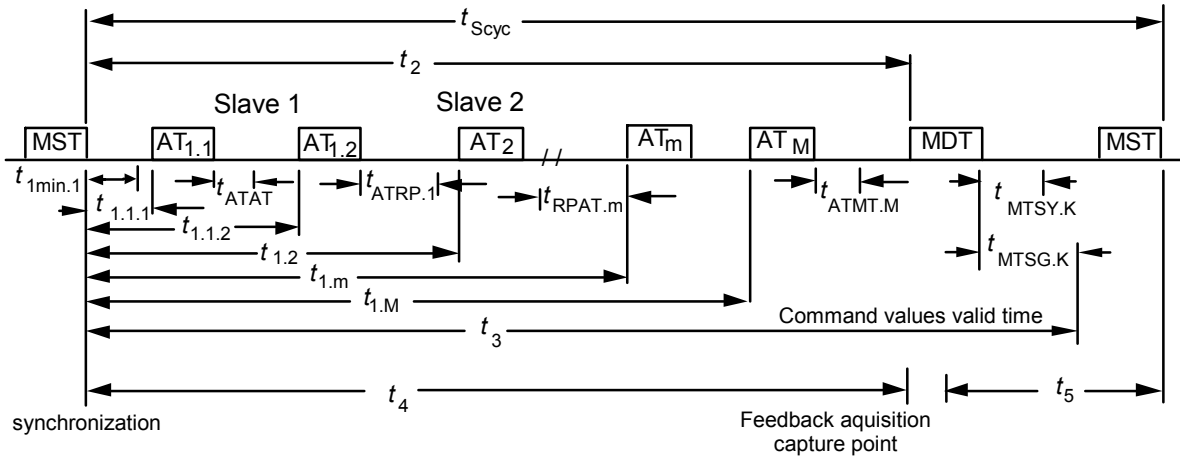 tScyc
t2
Slave 1 Slave 2
MST AT1.1 AT1.2 AT2 ATm ATM MDT MST
t1min.1 tATAT tATRP.1 tRPAT.m tATMT.M tMTSY.K
t1.1.1
t1.1.2
t1.2 tMTSG.K
t1.m
t1.M
Command values valid time
t3
t4 t5
synchronization
Feedback aquisition
capture point